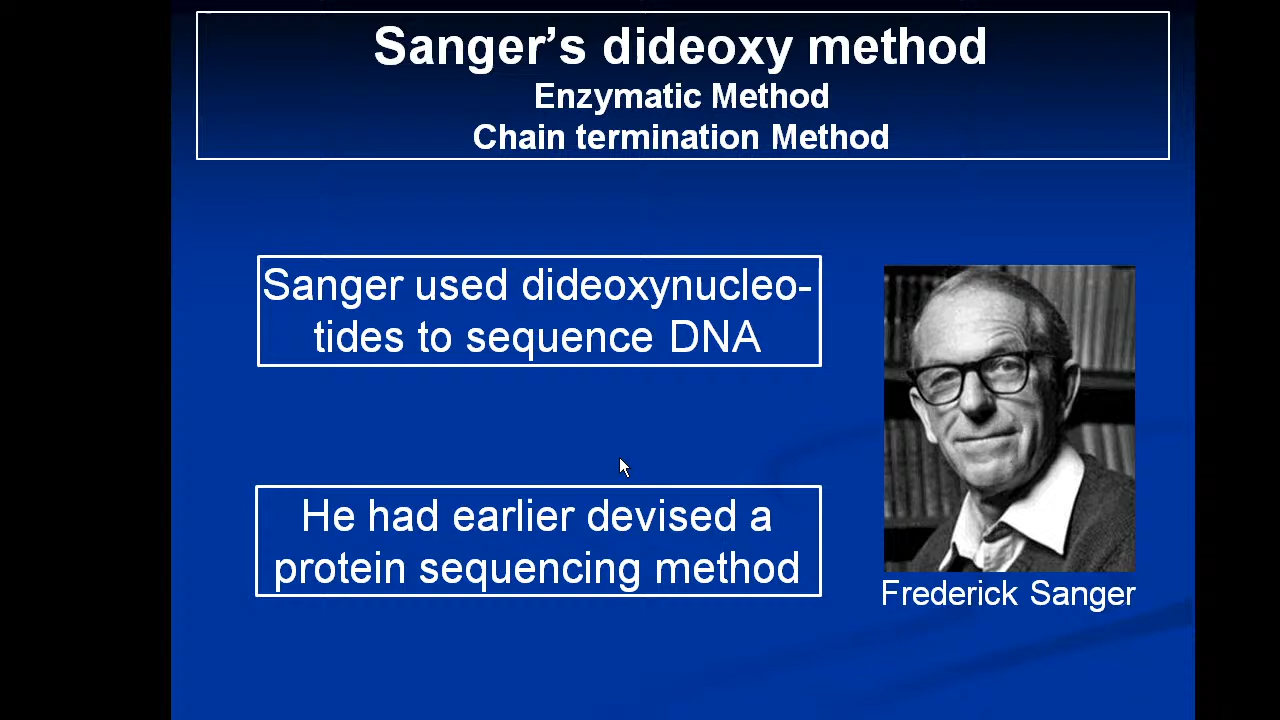 Sanger’s dideoxy method
Enzymatic Method
Chain termination Method
Sanger used dideoxynucleo-
tides to sequence DNA
He had earlier devised a
protein sequencing method
Frederick Sanger